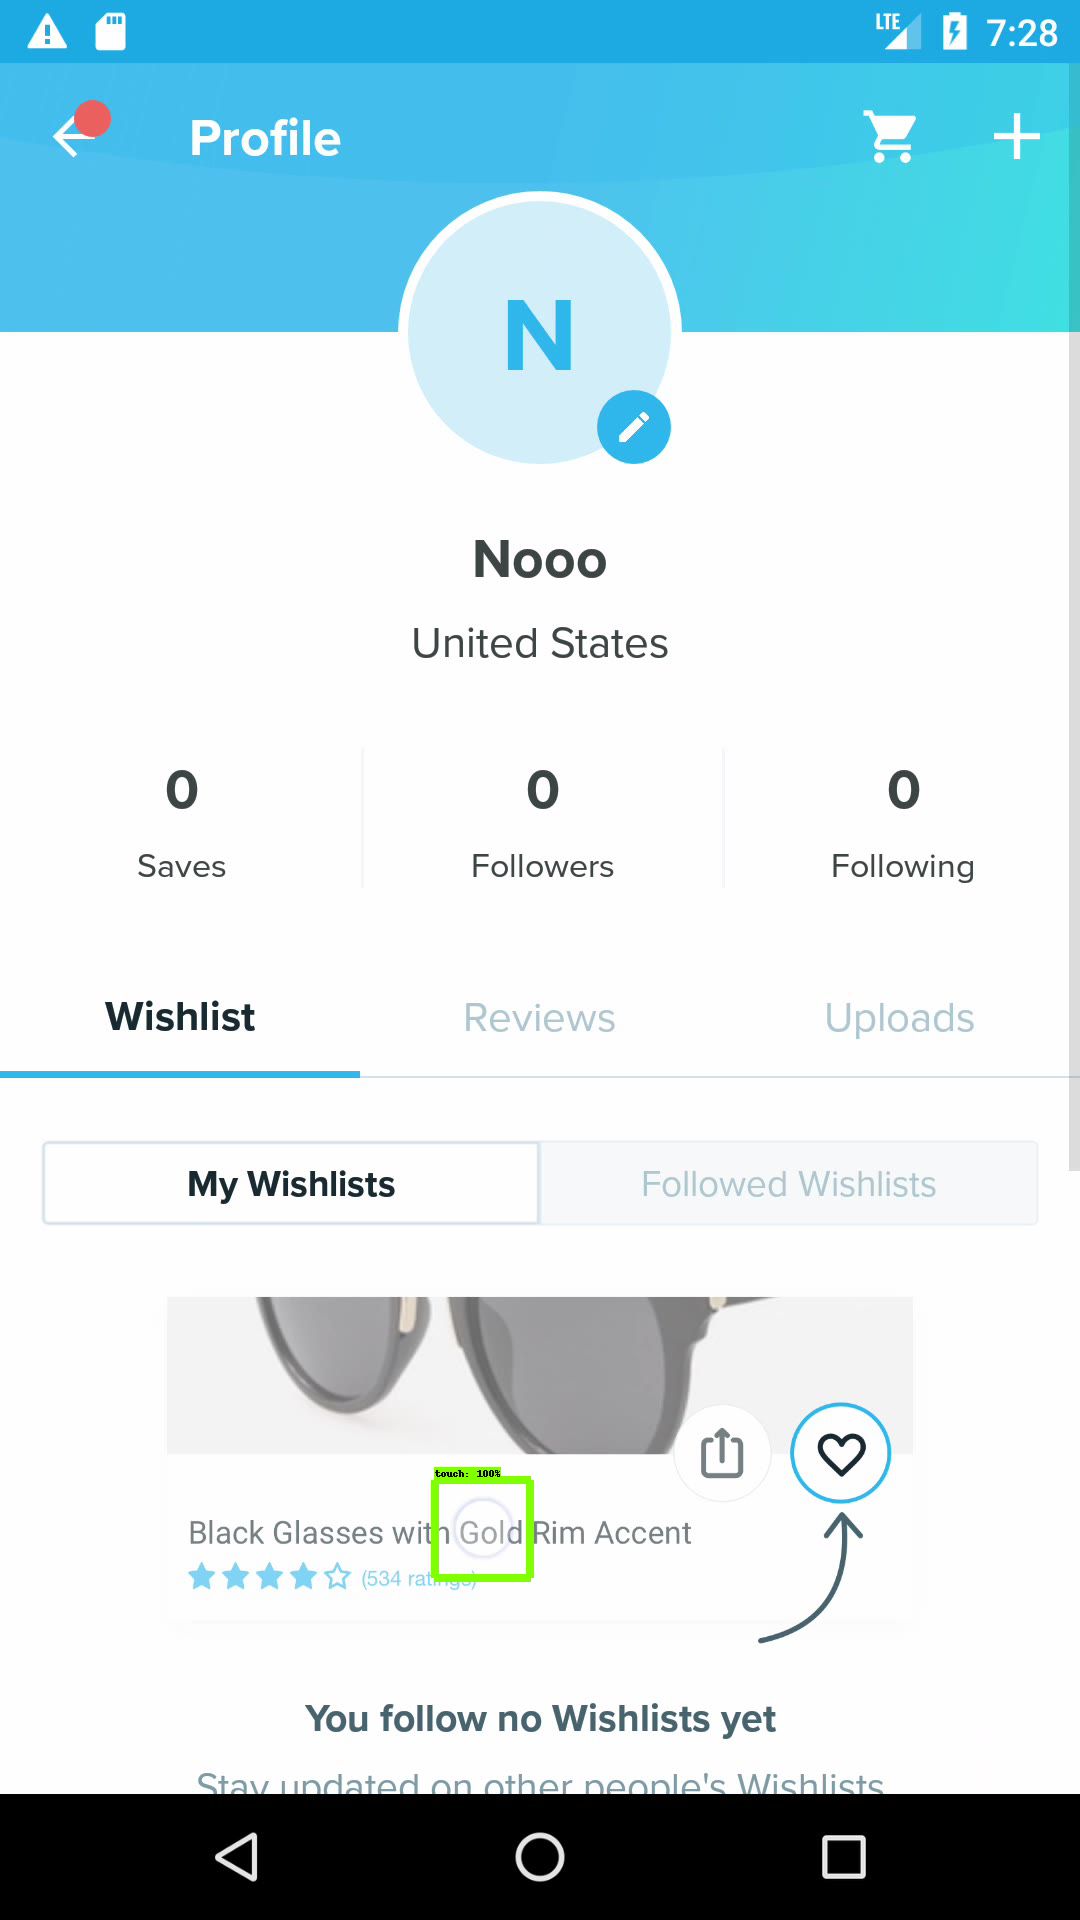 LTE 7:28
Profile
N
Nooo
United States
0 0 0
Saves Followers Following
Wishlist Reviews Uploads
My Wishlists Followed Wishlists
touch: 100%
Black Glasses with Gold Rim Accent
(534 ratings)
You follow no Wishlists yet
Stay updated on other people's Wishlists